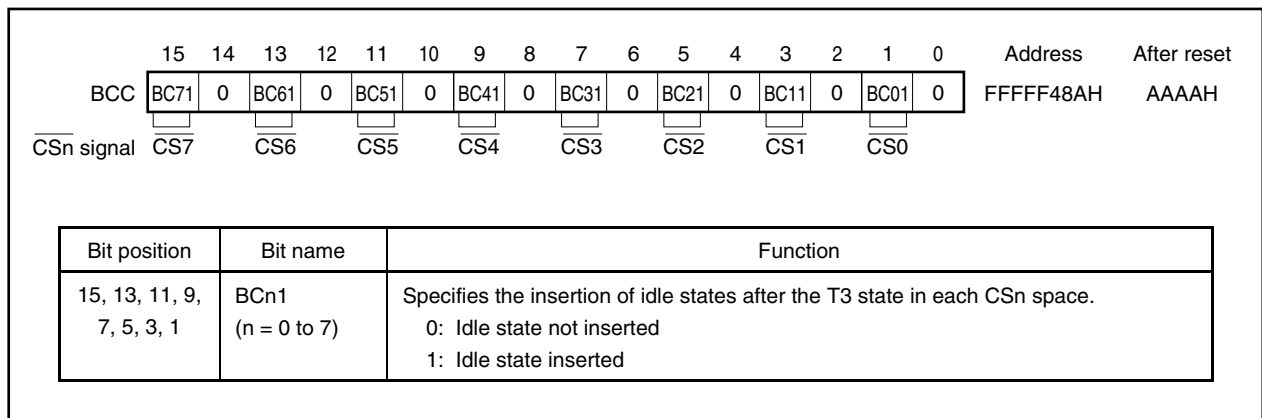 15 14 13 12 11 10 9 8 7 6 5 4 3 2 1 0 Address After reset
BCC BC71 0 BC61 0 BC51 0 BC41 0 BC31 0 BC21 0 BC11 0 BC01 0 FFFFF48AH AAAAH
CSn signal CS7 CS6 CS5 CS4 CS3 CS2 CS1 CS0
Bit position Bit name Function
15, 13, 11, 9, BCn1 Specifies the insertion of idle states after the T3 state in each CSn space.
7, 5, 3, 1 (n = 0 to 7) 0: Idle state not inserted
1: Idle state inserted